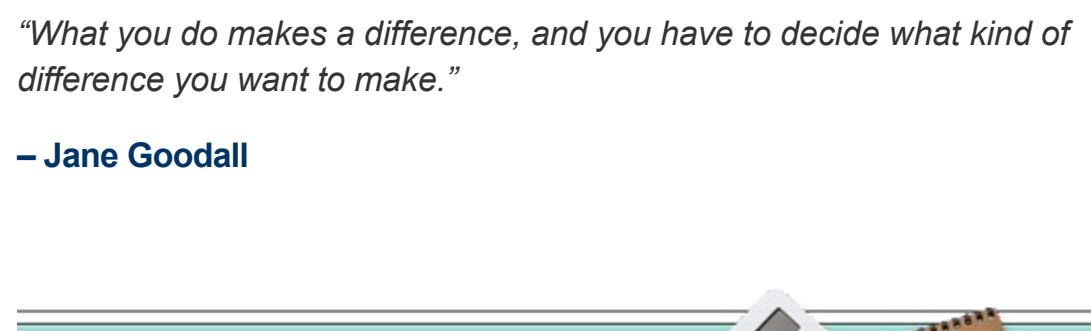 “What you do makes a difference, and you have to decide what kind of
difference you want to make.”
– Jane Goodall